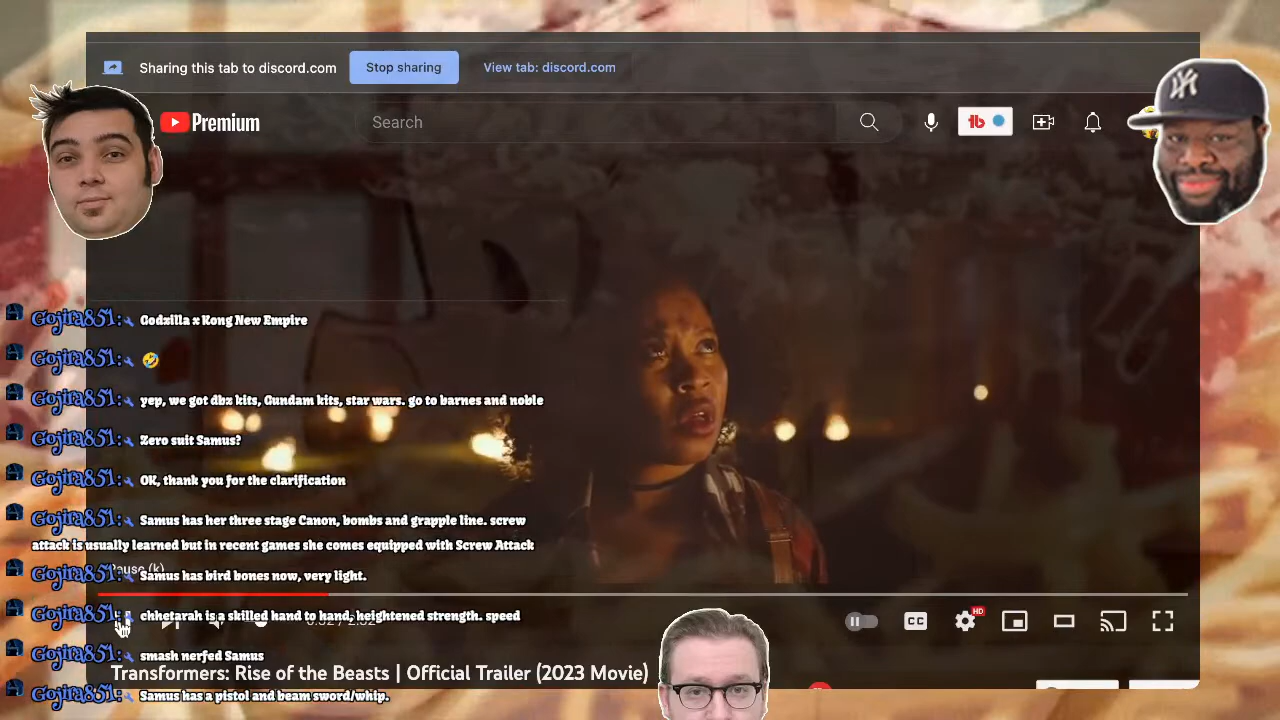 Sharing this tab to discord.com Stop sharing View tab: discord.com
Premium Search
Gojira851: Godzilla x Kong New Empire
Gojira851: 🤣
Gojira851: yep, we got dbz kits, Gundam kits, star wars. go to barnes and noble
Gojira851: Zero suit Samus?
Gojira851: OK, thank you for the clarification
Gojira851: Samus has her three stage Canon, bombs and grapple line. screw
attack is usually learned but in recent games she comes equipped with Screw Attack
Pause (k)
Gojira851: Samus has bird bones now, very light.
Gojira851: chhetarah is a skilled hand to hand, heightened strength. speed
CC HD
Gojira851: smash nerfed Samus
Transformers: Rise of the Beasts | Official Trailer (2023 Movie)
Gojira851: Samus has a pistol and beam sword/whip.